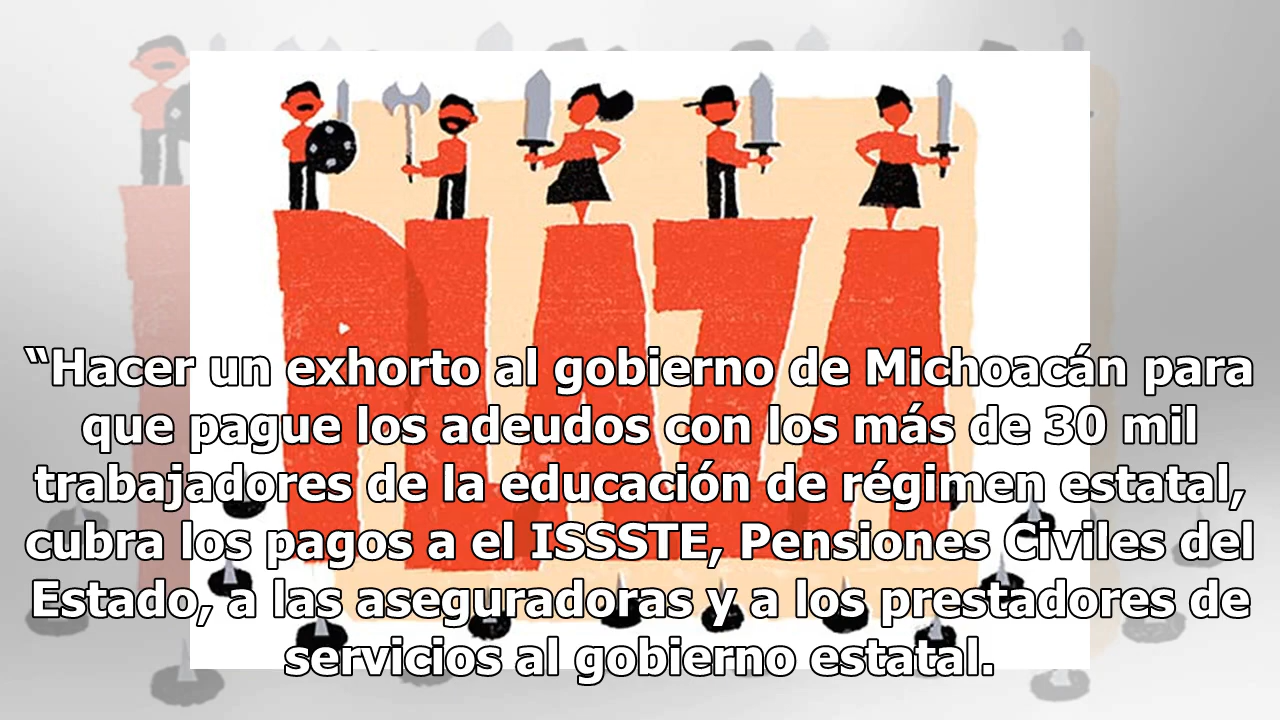 PLAZA
“Hacer un exhorto al gobierno de Michoacán para
que pague los adeudos con los más de 30 mil
trabajadores de la educación de régimen estatal,
cubra los pagos a el ISSSTE, Pensiones Civiles del
Estado, a las aseguradoras y a los prestadores de
servicios al gobierno estatal.